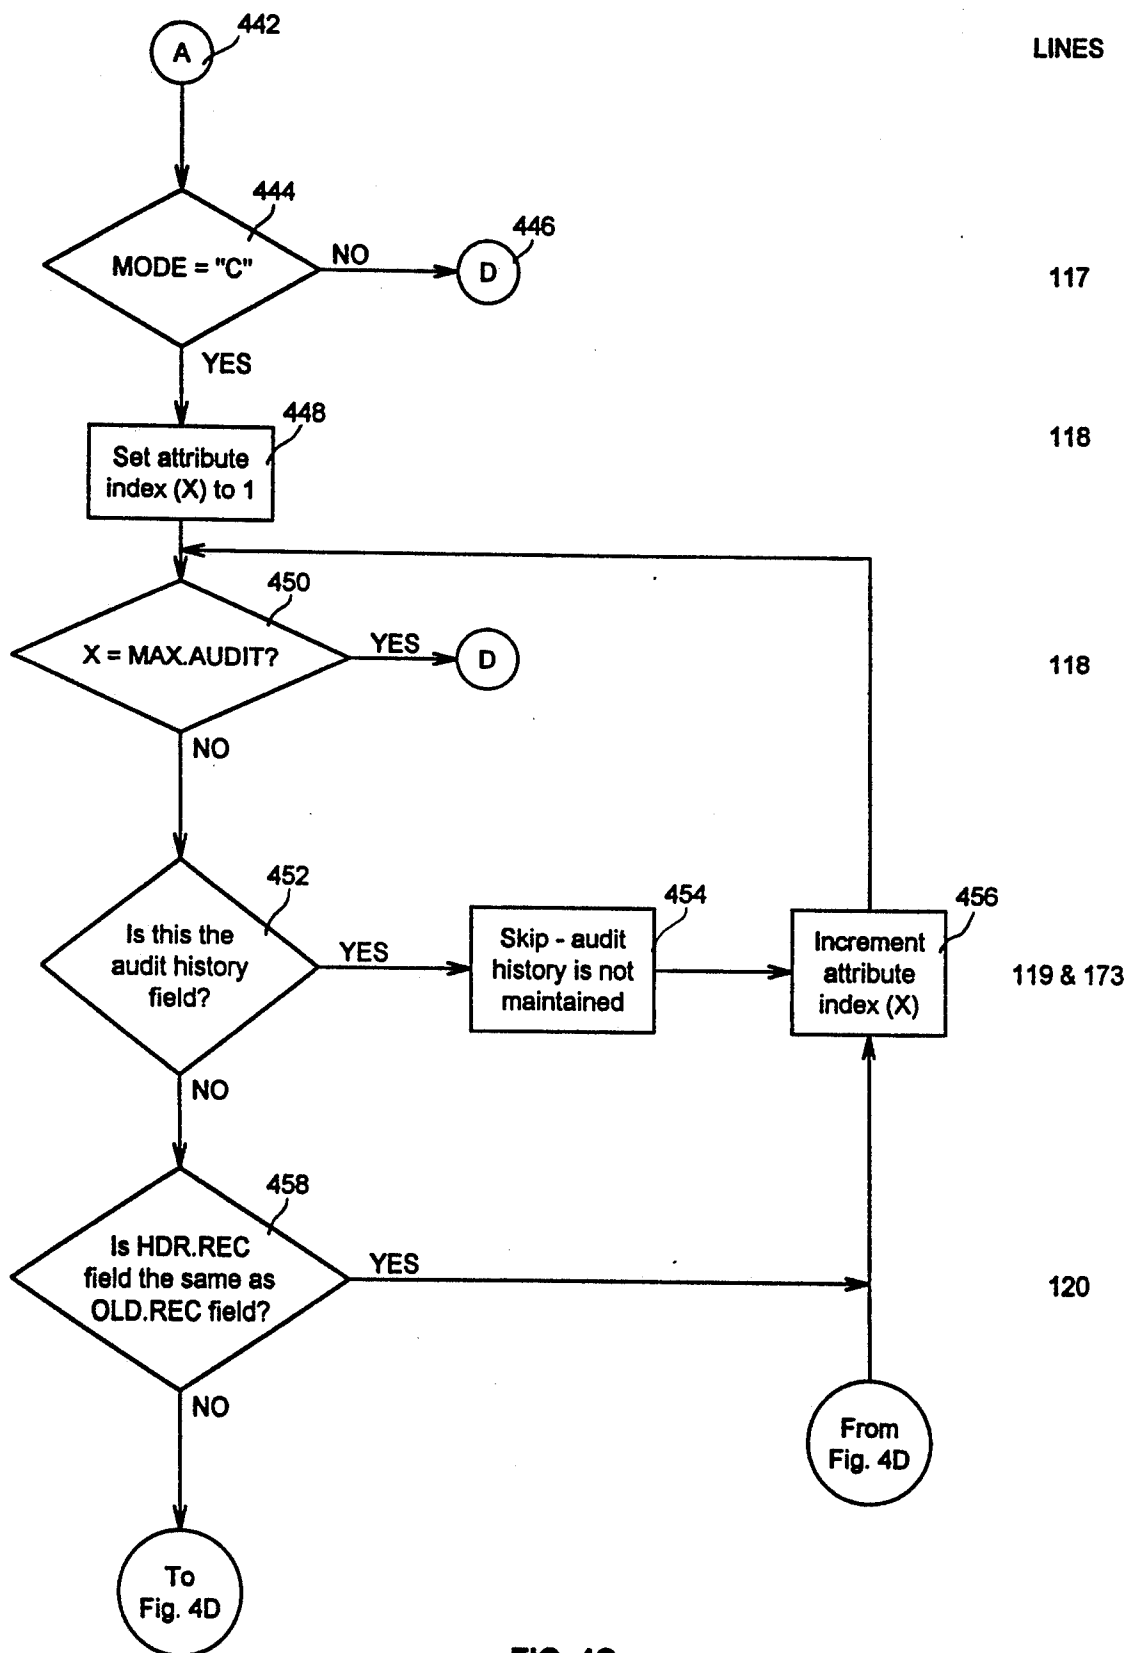 442
A
LINES
444
MODE = "C"
NO
446
D
117
YES
448
Set attribute
index (X) to 1
118
450
X = MAX.AUDIT?
YES
D
118
NO
452
Is this the
audit history
field?
YES
454
Skip - audit
history is not
maintained
456
Increment
attribute
index (X)
119 & 173
NO
458
Is HDR.REC
field the same as
OLD.REC field?
YES
120
NO
From
Fig. 4D
To
Fig. 4D